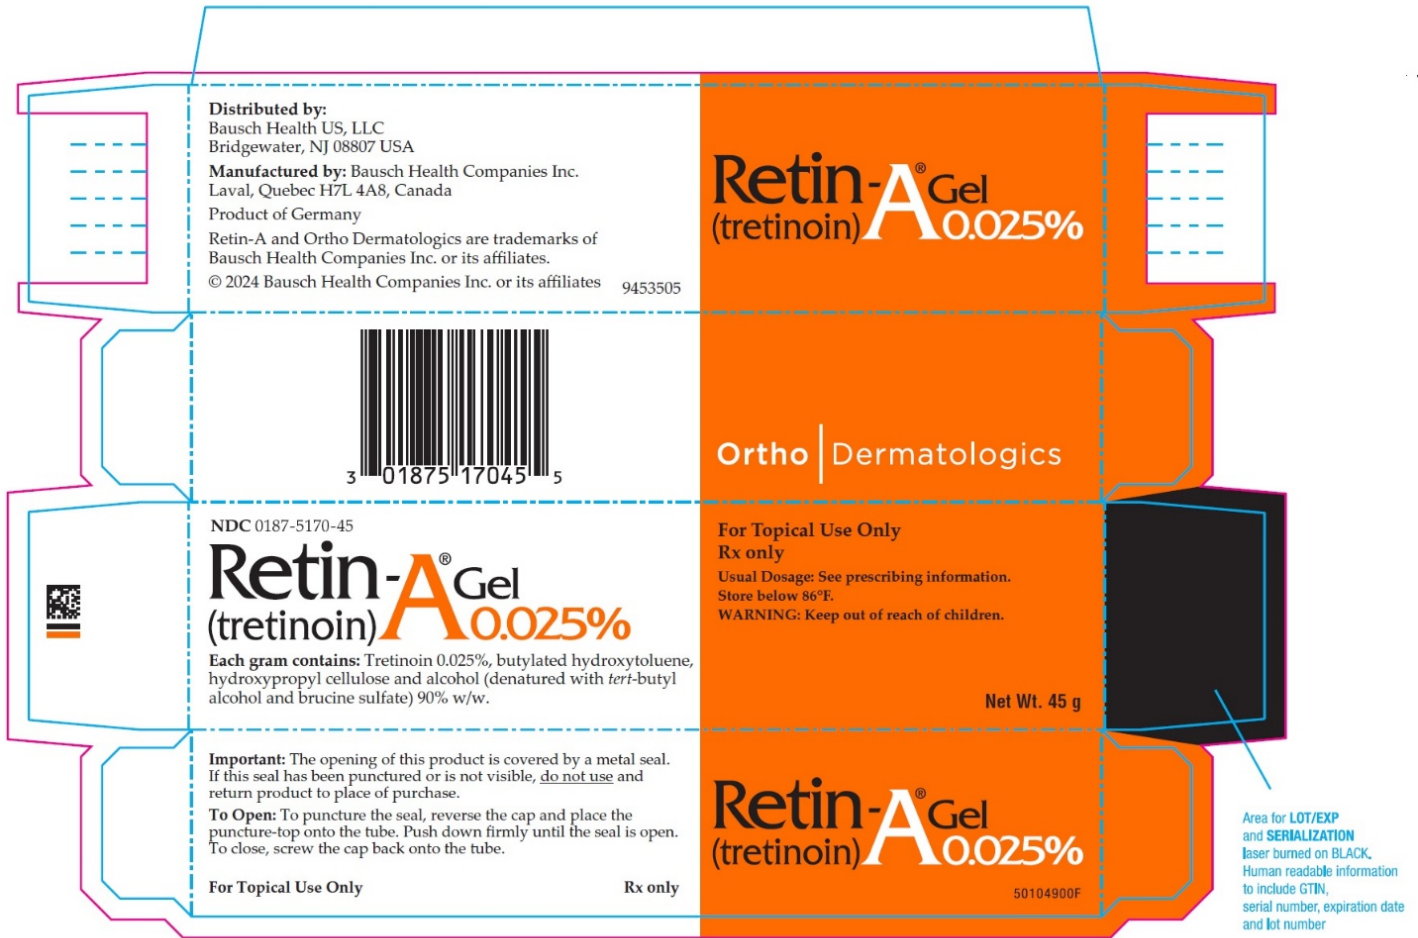 Distributed by:
Bausch Health US, LLC
Bridgewater, NJ 08807 USA
Manufactured by: Bausch Health Companies Inc.
Laval, Quebec H7L 4A8, Canada
Product of Germany
Retin-A and Ortho Dermatologics are trademarks of
Bausch Health Companies Inc. or its affiliates.
© 2024 Bausch Health Companies Inc. or its affiliates 9453505
Retin-A® Gel
(tretinoin) 0.025%
3 01875 17045 5
Ortho | Dermatologics
NDC 0187-5170-45
Retin-A® Gel
(tretinoin) 0.025%
Each gram contains: Tretinoin 0.025%, butylated hydroxytoluene,
hydroxypropyl cellulose and alcohol (denatured with tert-butyl
alcohol and brucine sulfate) 90% w/w.
For Topical Use Only
Rx only
Usual Dosage: See prescribing information.
Store below 86°F.
WARNING: Keep out of reach of children.
Net Wt. 45 g
Important: The opening of this product is covered by a metal seal.
If this seal has been punctured or is not visible, do not use and
return product to place of purchase.
To Open: To puncture the seal, reverse the cap and place the
puncture-top onto the tube. Push down firmly until the seal is open.
To close, screw the cap back onto the tube.
For Topical Use Only Rx only
Retin-A® Gel
(tretinoin) 0.025%
50104900F
Area for LOT/EXP
and SERIALIZATION
laser burned on BLACK.
Human readable information
to include GTIN,
serial number, expiration date
and lot number